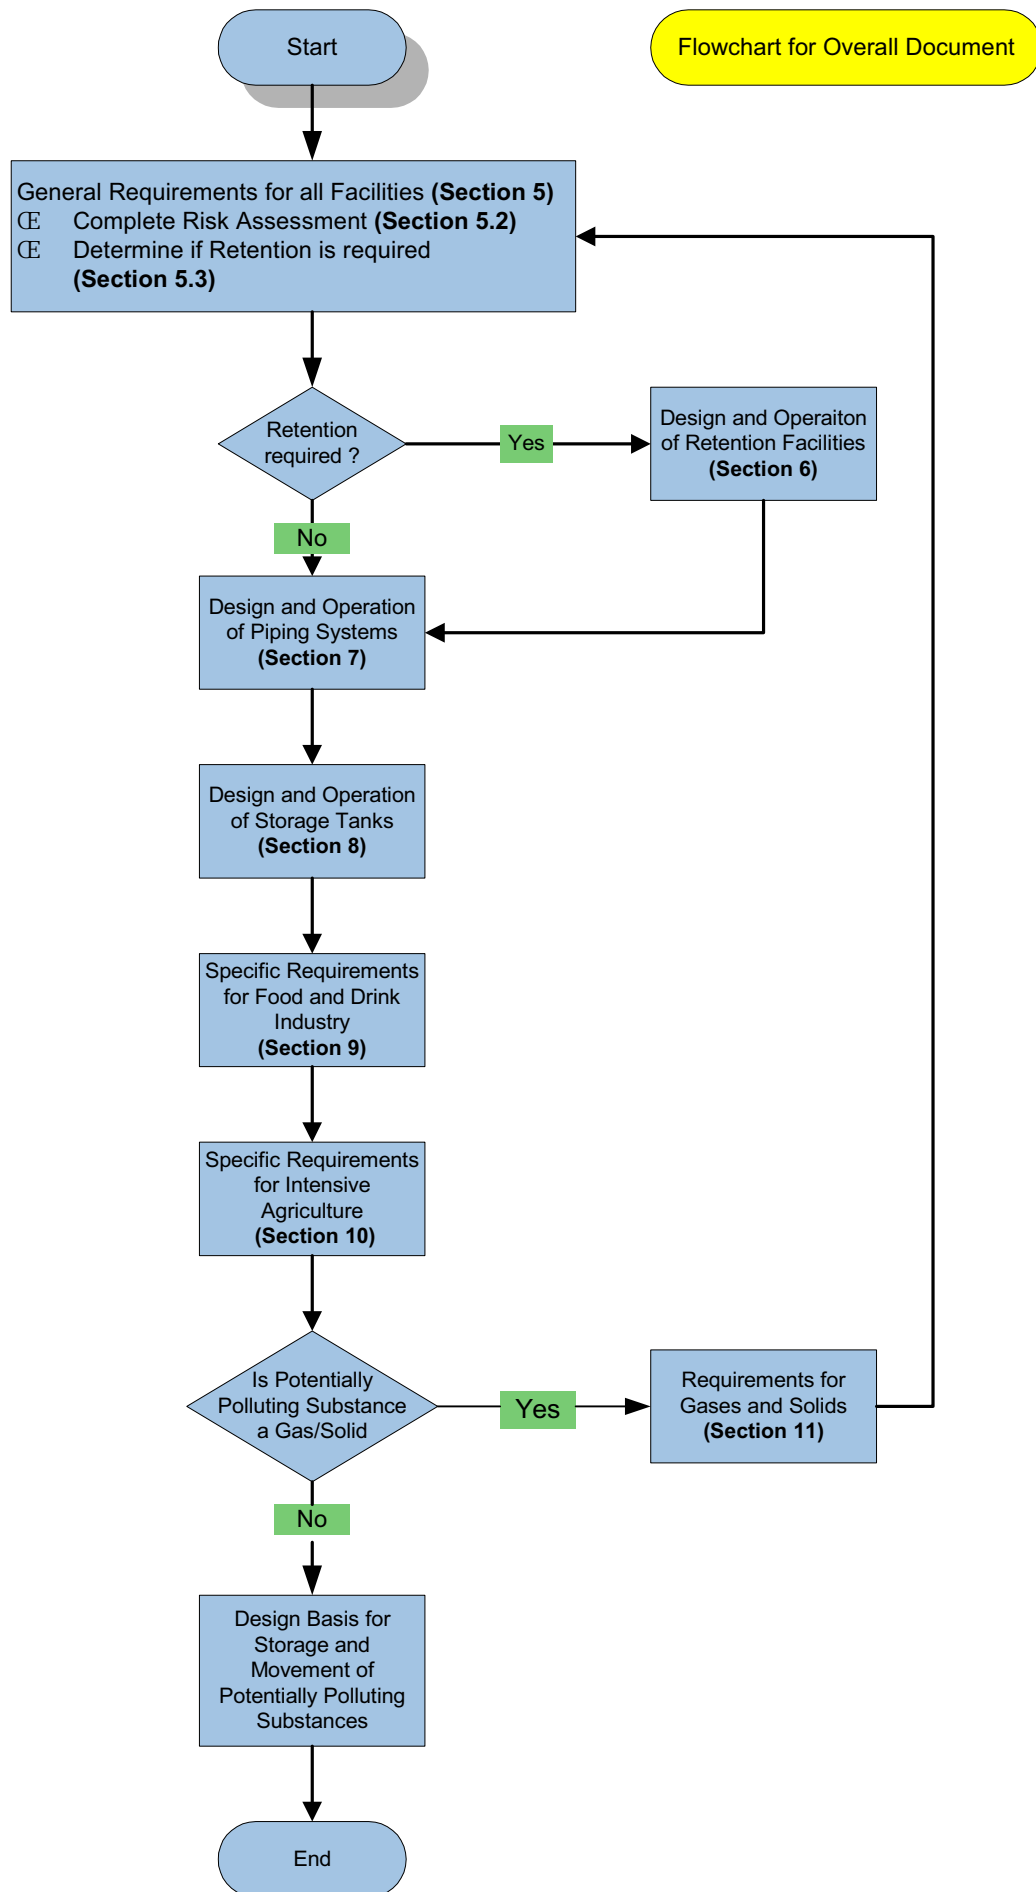 Start
Flowchart for Overall Document
General Requirements for all Facilities (Section 5)
Œ Complete Risk Assessment (Section 5.2)
Œ Determine if Retention is required
(Section 5.3)
Retention
required ?
Yes
Design and Operaiton
of Retention Facilities
(Section 6)
No
Design and Operation
of Piping Systems
(Section 7)
Design and Operation
of Storage Tanks
(Section 8)
Specific Requirements
for Food and Drink
Industry
(Section 9)
Specific Requirements
for Intensive
Agriculture
(Section 10)
Is Potentially
Polluting Substance
a Gas/Solid
Yes
Requirements for
Gases and Solids
(Section 11)
No
Design Basis for
Storage and
Movement of
Potentially Polluting
Substances
End